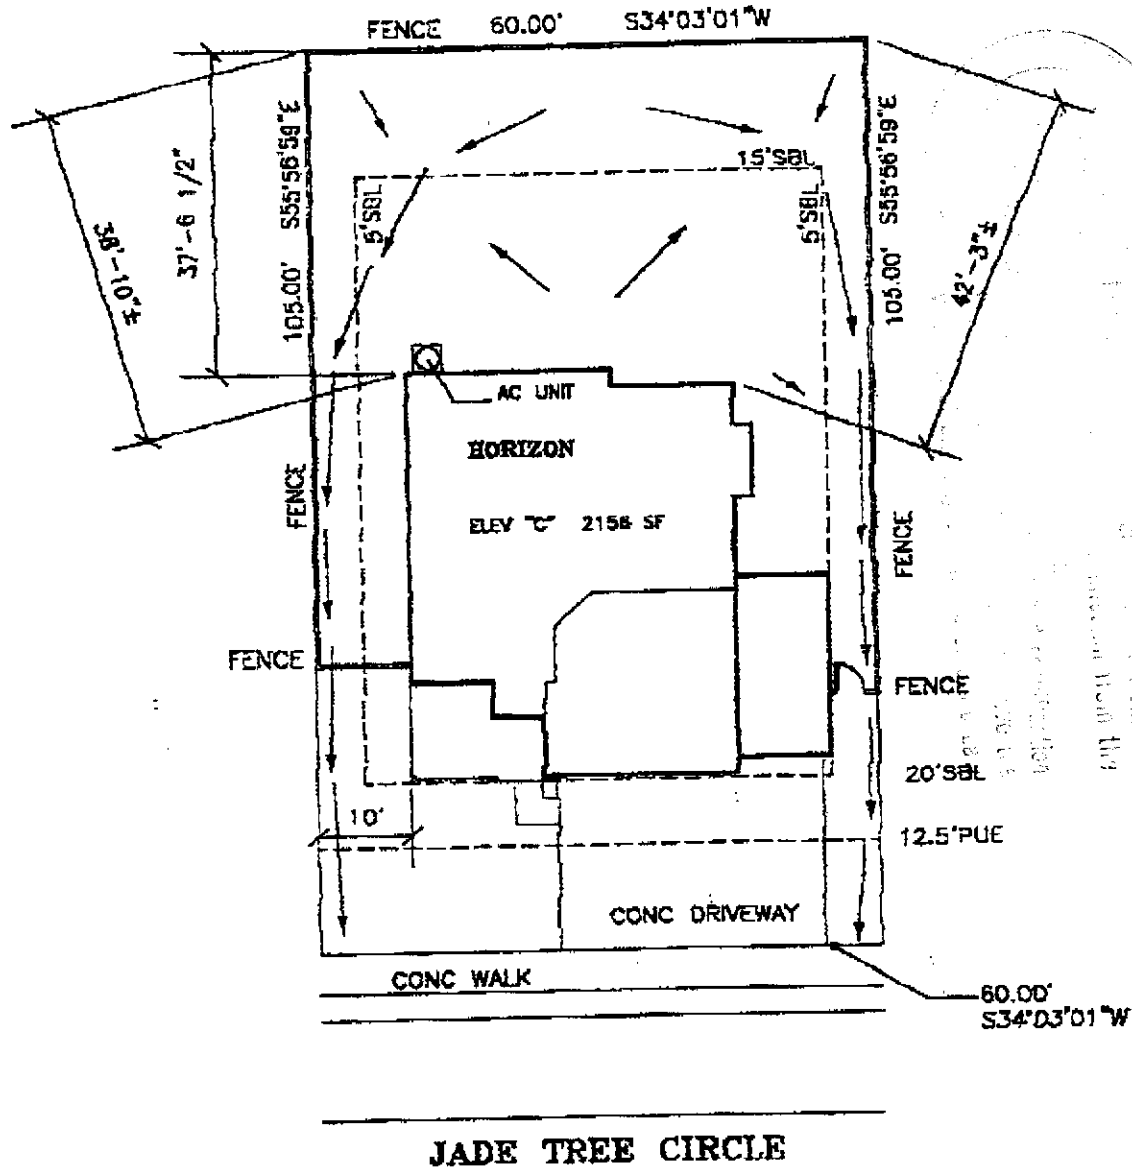 FENCE 60.00' S34°03'01"W
105.00' S55°56'59"E
37'-6 1/2"
38'-10"±
15'SBL
5'SBL
5'SBL
105.00' S55°56'59"E
42'-3"±
AC UNIT
HORIZON
ELEV "C" 2158 SF
FENCE
FENCE
FENCE
FENCE
20'SBL
10'
12.5'PUE
CONC DRIVEWAY
CONC WALK
60.00'
S34°03'01"W
JADE TREE CIRCLE